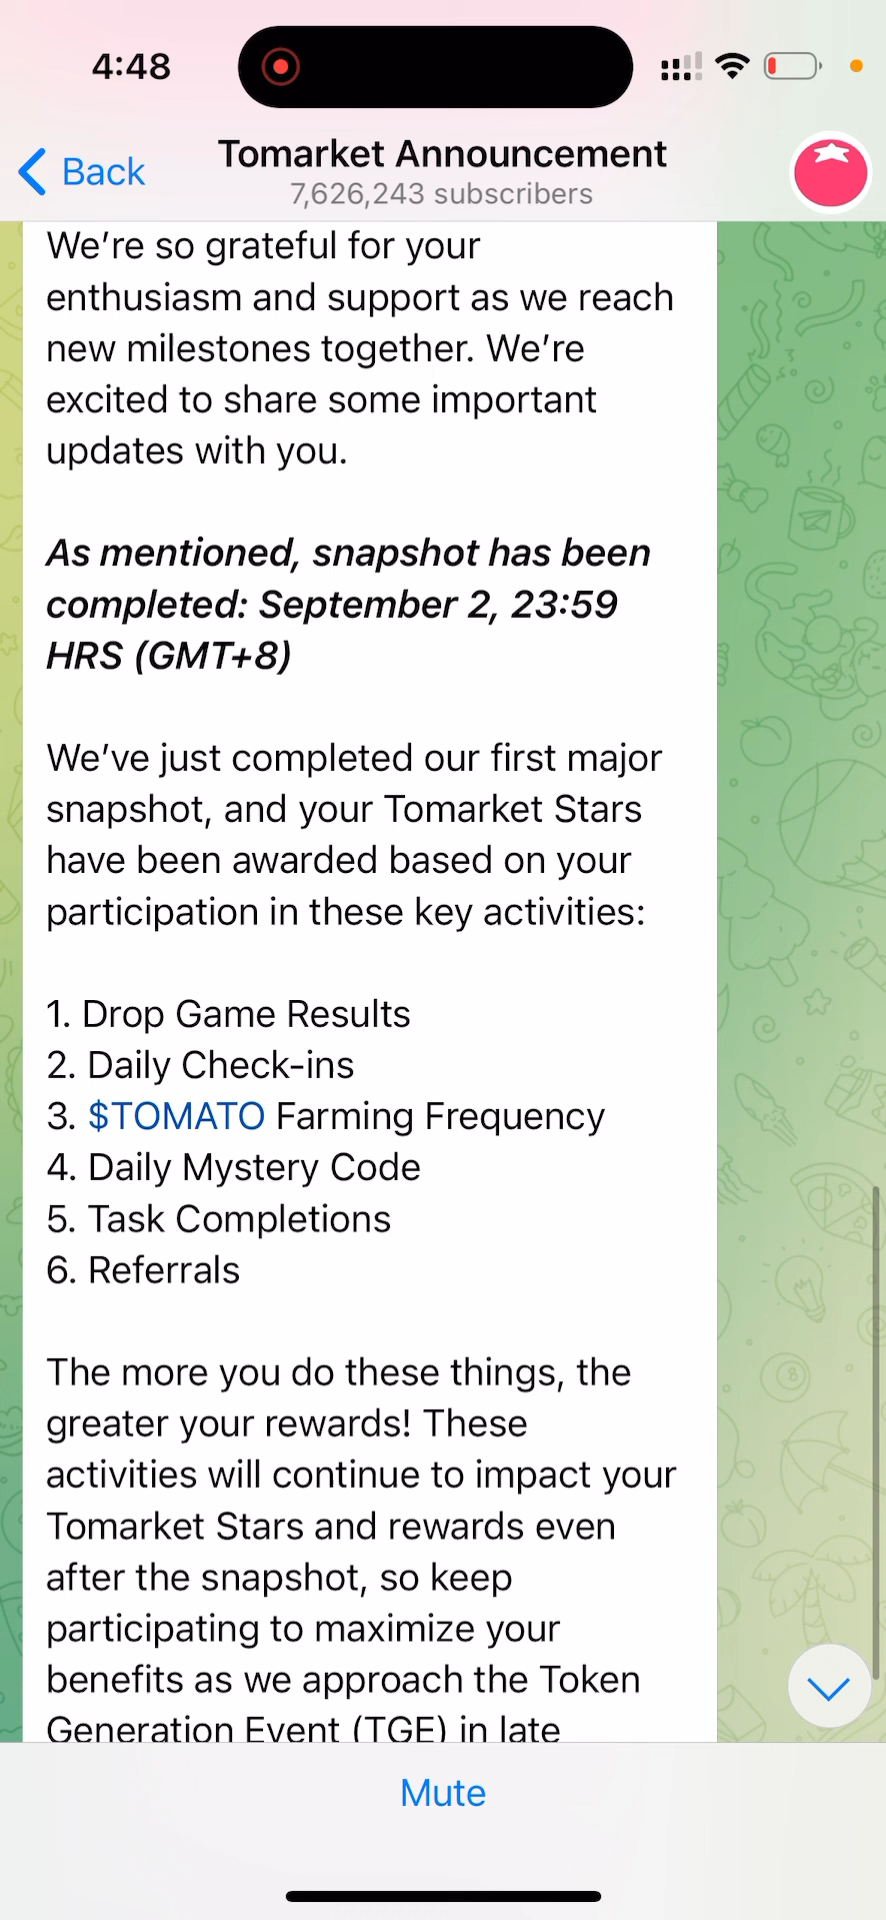 4:48
Back
Tomarket Announcement
7,626,243 subscribers
We’re so grateful for your
enthusiasm and support as we reach
new milestones together. We’re
excited to share some important
updates with you.
As mentioned, snapshot has been
completed: September 2, 23:59
HRS (GMT+8)
We’ve just completed our first major
snapshot, and your Tomarket Stars
have been awarded based on your
participation in these key activities:
1. Drop Game Results
2. Daily Check-ins
3. $TOMATO Farming Frequency
4. Daily Mystery Code
5. Task Completions
6. Referrals
The more you do these things, the
greater your rewards! These
activities will continue to impact your
Tomarket Stars and rewards even
after the snapshot, so keep
participating to maximize your
benefits as we approach the Token
Generation Event (TGE) in late
Mute